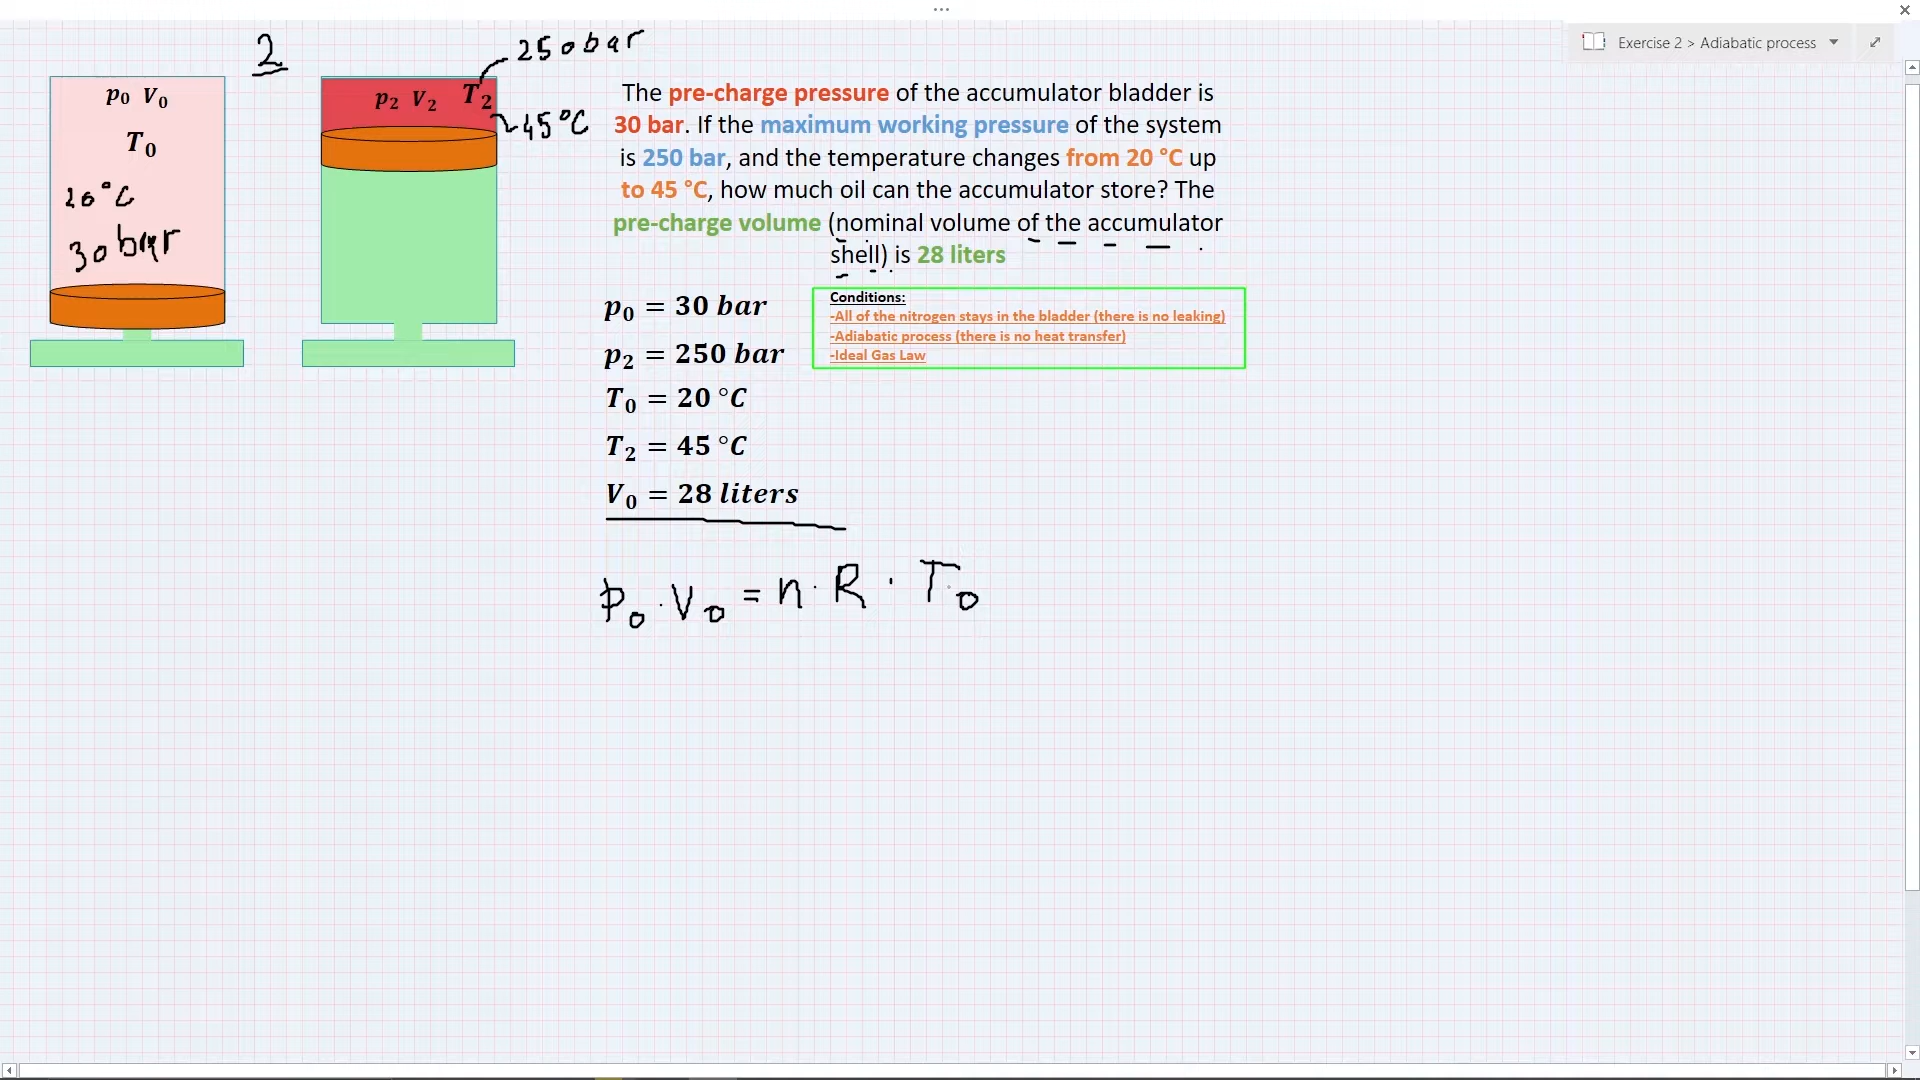 Exercise 2 > Adiabatic process
2
250bar
p₀ V₀
T₀
20°C
30bar
p₂ V₂ T₂
45°C
The pre-charge pressure of the accumulator bladder is
30 bar. If the maximum working pressure of the system
is 250 bar, and the temperature changes from 20 °C up
to 45 °C, how much oil can the accumulator store? The
pre-charge volume (nominal volume of the accumulator
shell) is 28 liters
p₀ = 30 bar
p₂ = 250 bar
T₀ = 20 °C
T₂ = 45 °C
V₀ = 28 liters
Conditions:
-All of the nitrogen stays in the bladder (there is no leaking)
-Adiabatic process (there is no heat transfer)
-Ideal Gas Law
p₀ · V₀ = n · R · T₀